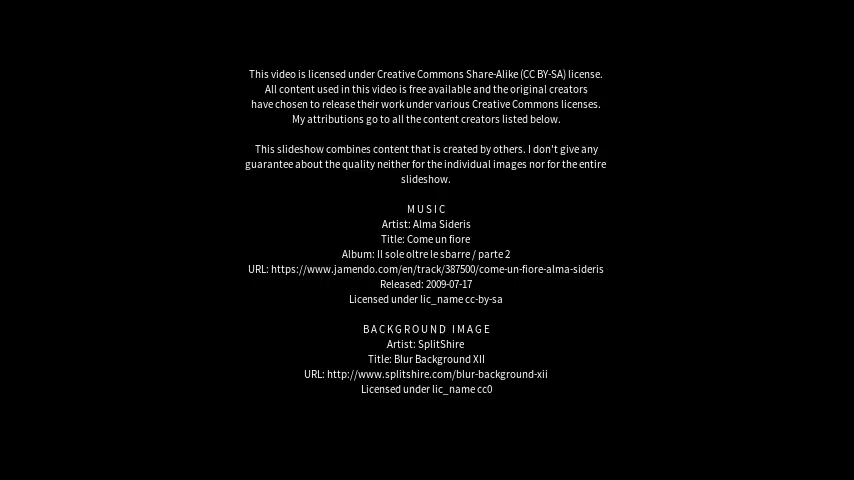 This video is licensed under Creative Commons Share-Alike (CC BY-SA) license.
All content used in this video is free available and the original creators
have chosen to release their work under various Creative Commons licenses.
My attributions go to all the content creators listed below.
This slideshow combines content that is created by others. I don't give any
guarantee about the quality neither for the individual images nor for the entire
slideshow.
MUSIC
Artist: Alma Sideris
Title: Come un fiore
Album: Il sole oltre le sbarre / parte 2
URL: https://www.jamendo.com/en/track/387500/come-un-fiore-alma-sideris
Released: 2009-07-17
Licensed under lic_name cc-by-sa
BACKGROUND IMAGE
Artist: SplitShire
Title: Blur Background XII
URL: http://www.splitshire.com/blur-background-xii
Licensed under lic_name cc0